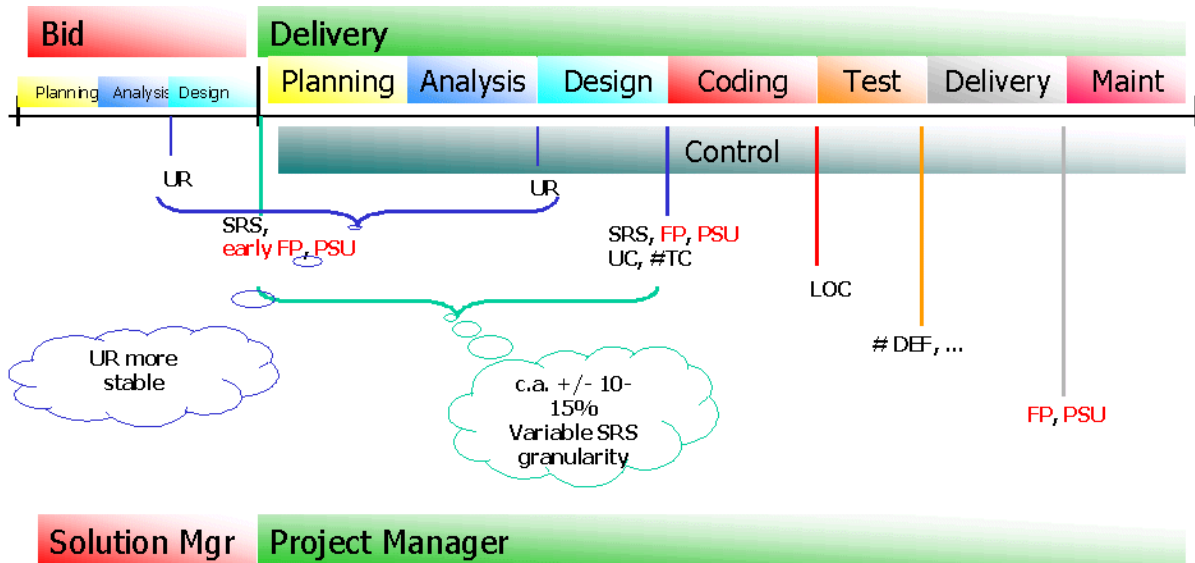 Bid
Delivery
Planning
Analysis
Design
Planning
Analysis
Design
Coding
Test
Delivery
Maint
Control
UR
UR
SRS,
early FP, PSU
SRS, FP, PSU
UC, #TC
LOC
# DEF, ...
FP, PSU
UR more
stable
c.a. +/- 10-
15%
Variable SRS
granularity
Solution Mgr
Project Manager